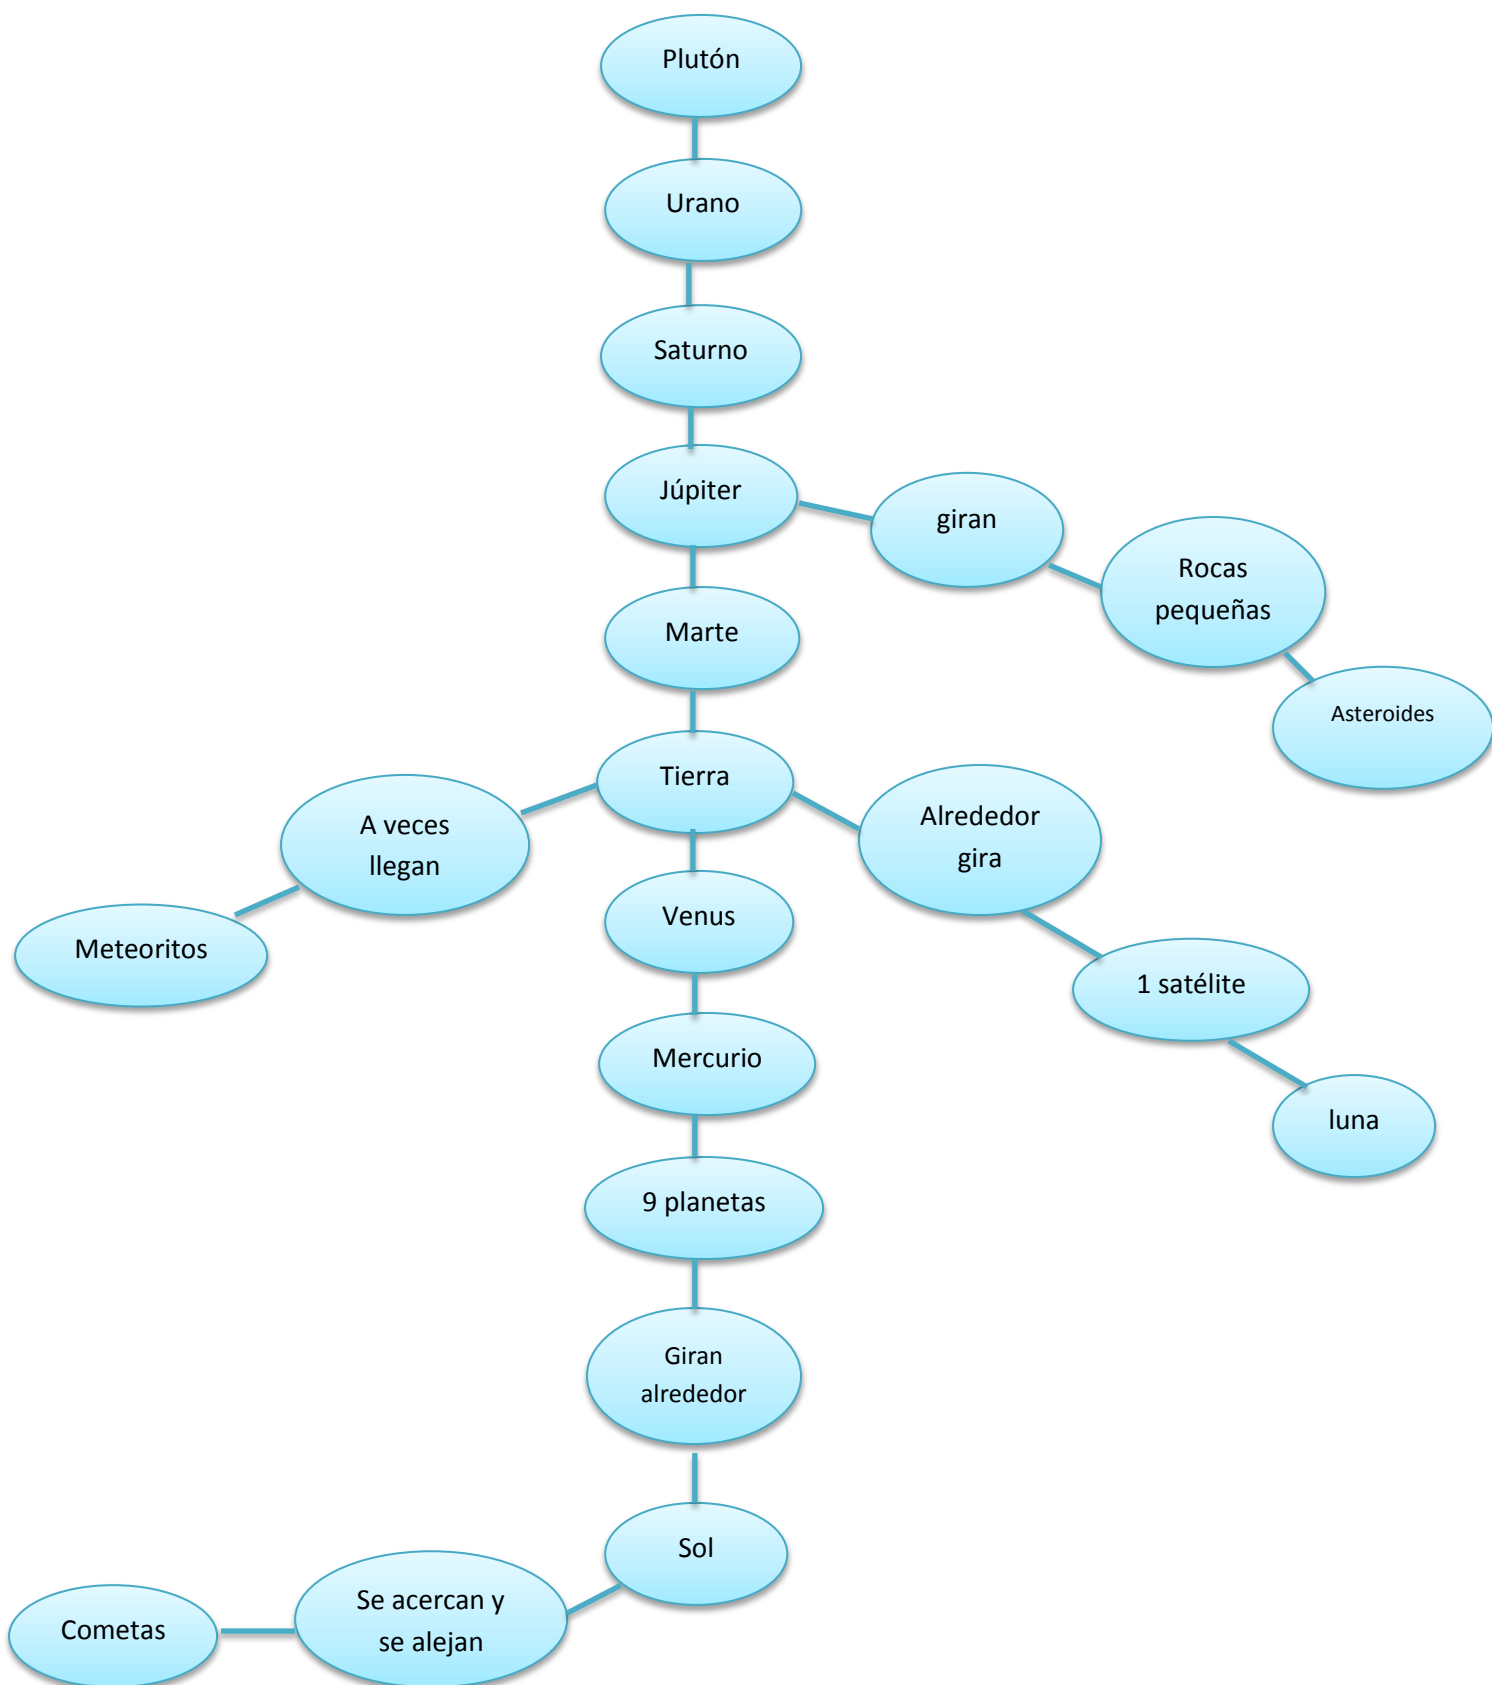 Plutón
Urano
Saturno
Júpiter
giran
Rocas
pequeñas
Marte
Asteroides
Tierra
A veces
llegan
Alrededor
gira
Meteoritos
Venus
1 satélite
Mercurio
luna
9 planetas
Giran
alrededor
Sol
Se acercan y
se alejan
Cometas